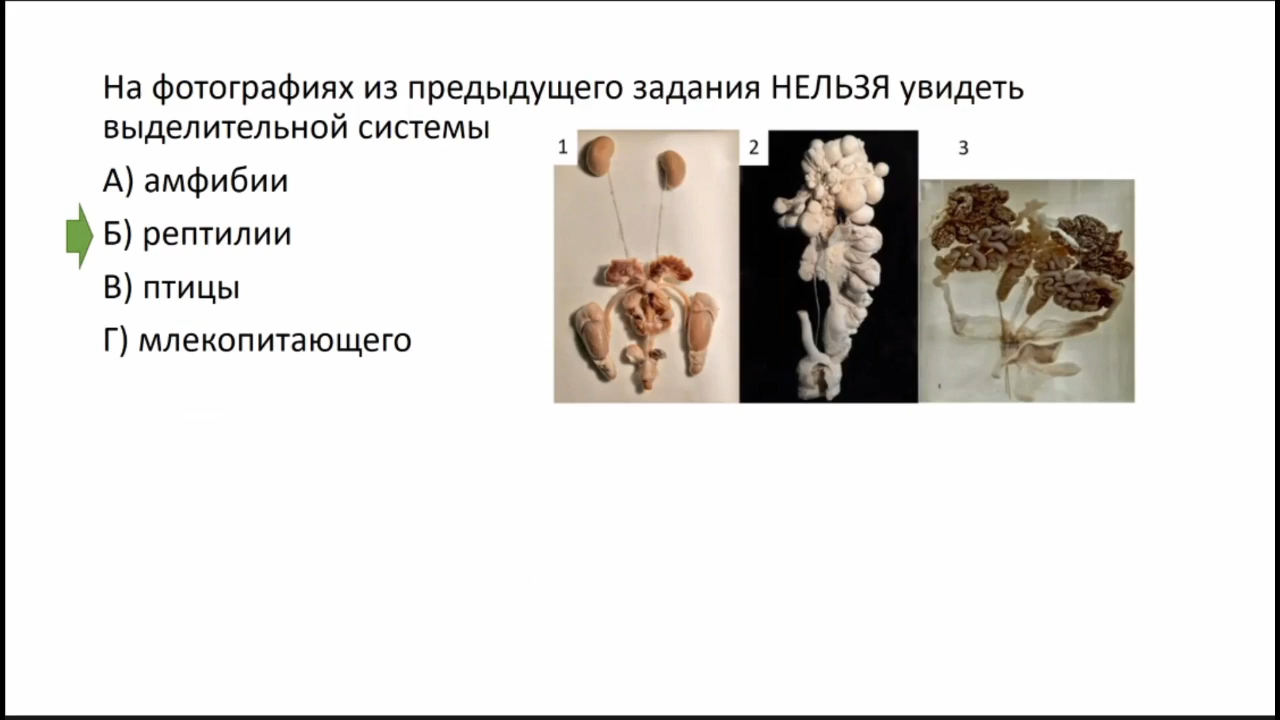 На фотографиях из предыдущего задания НЕЛЬЗЯ увидеть
выделительной системы
1
2
3
А) амфибии
Б) рептилии
В) птицы
Г) млекопитающего